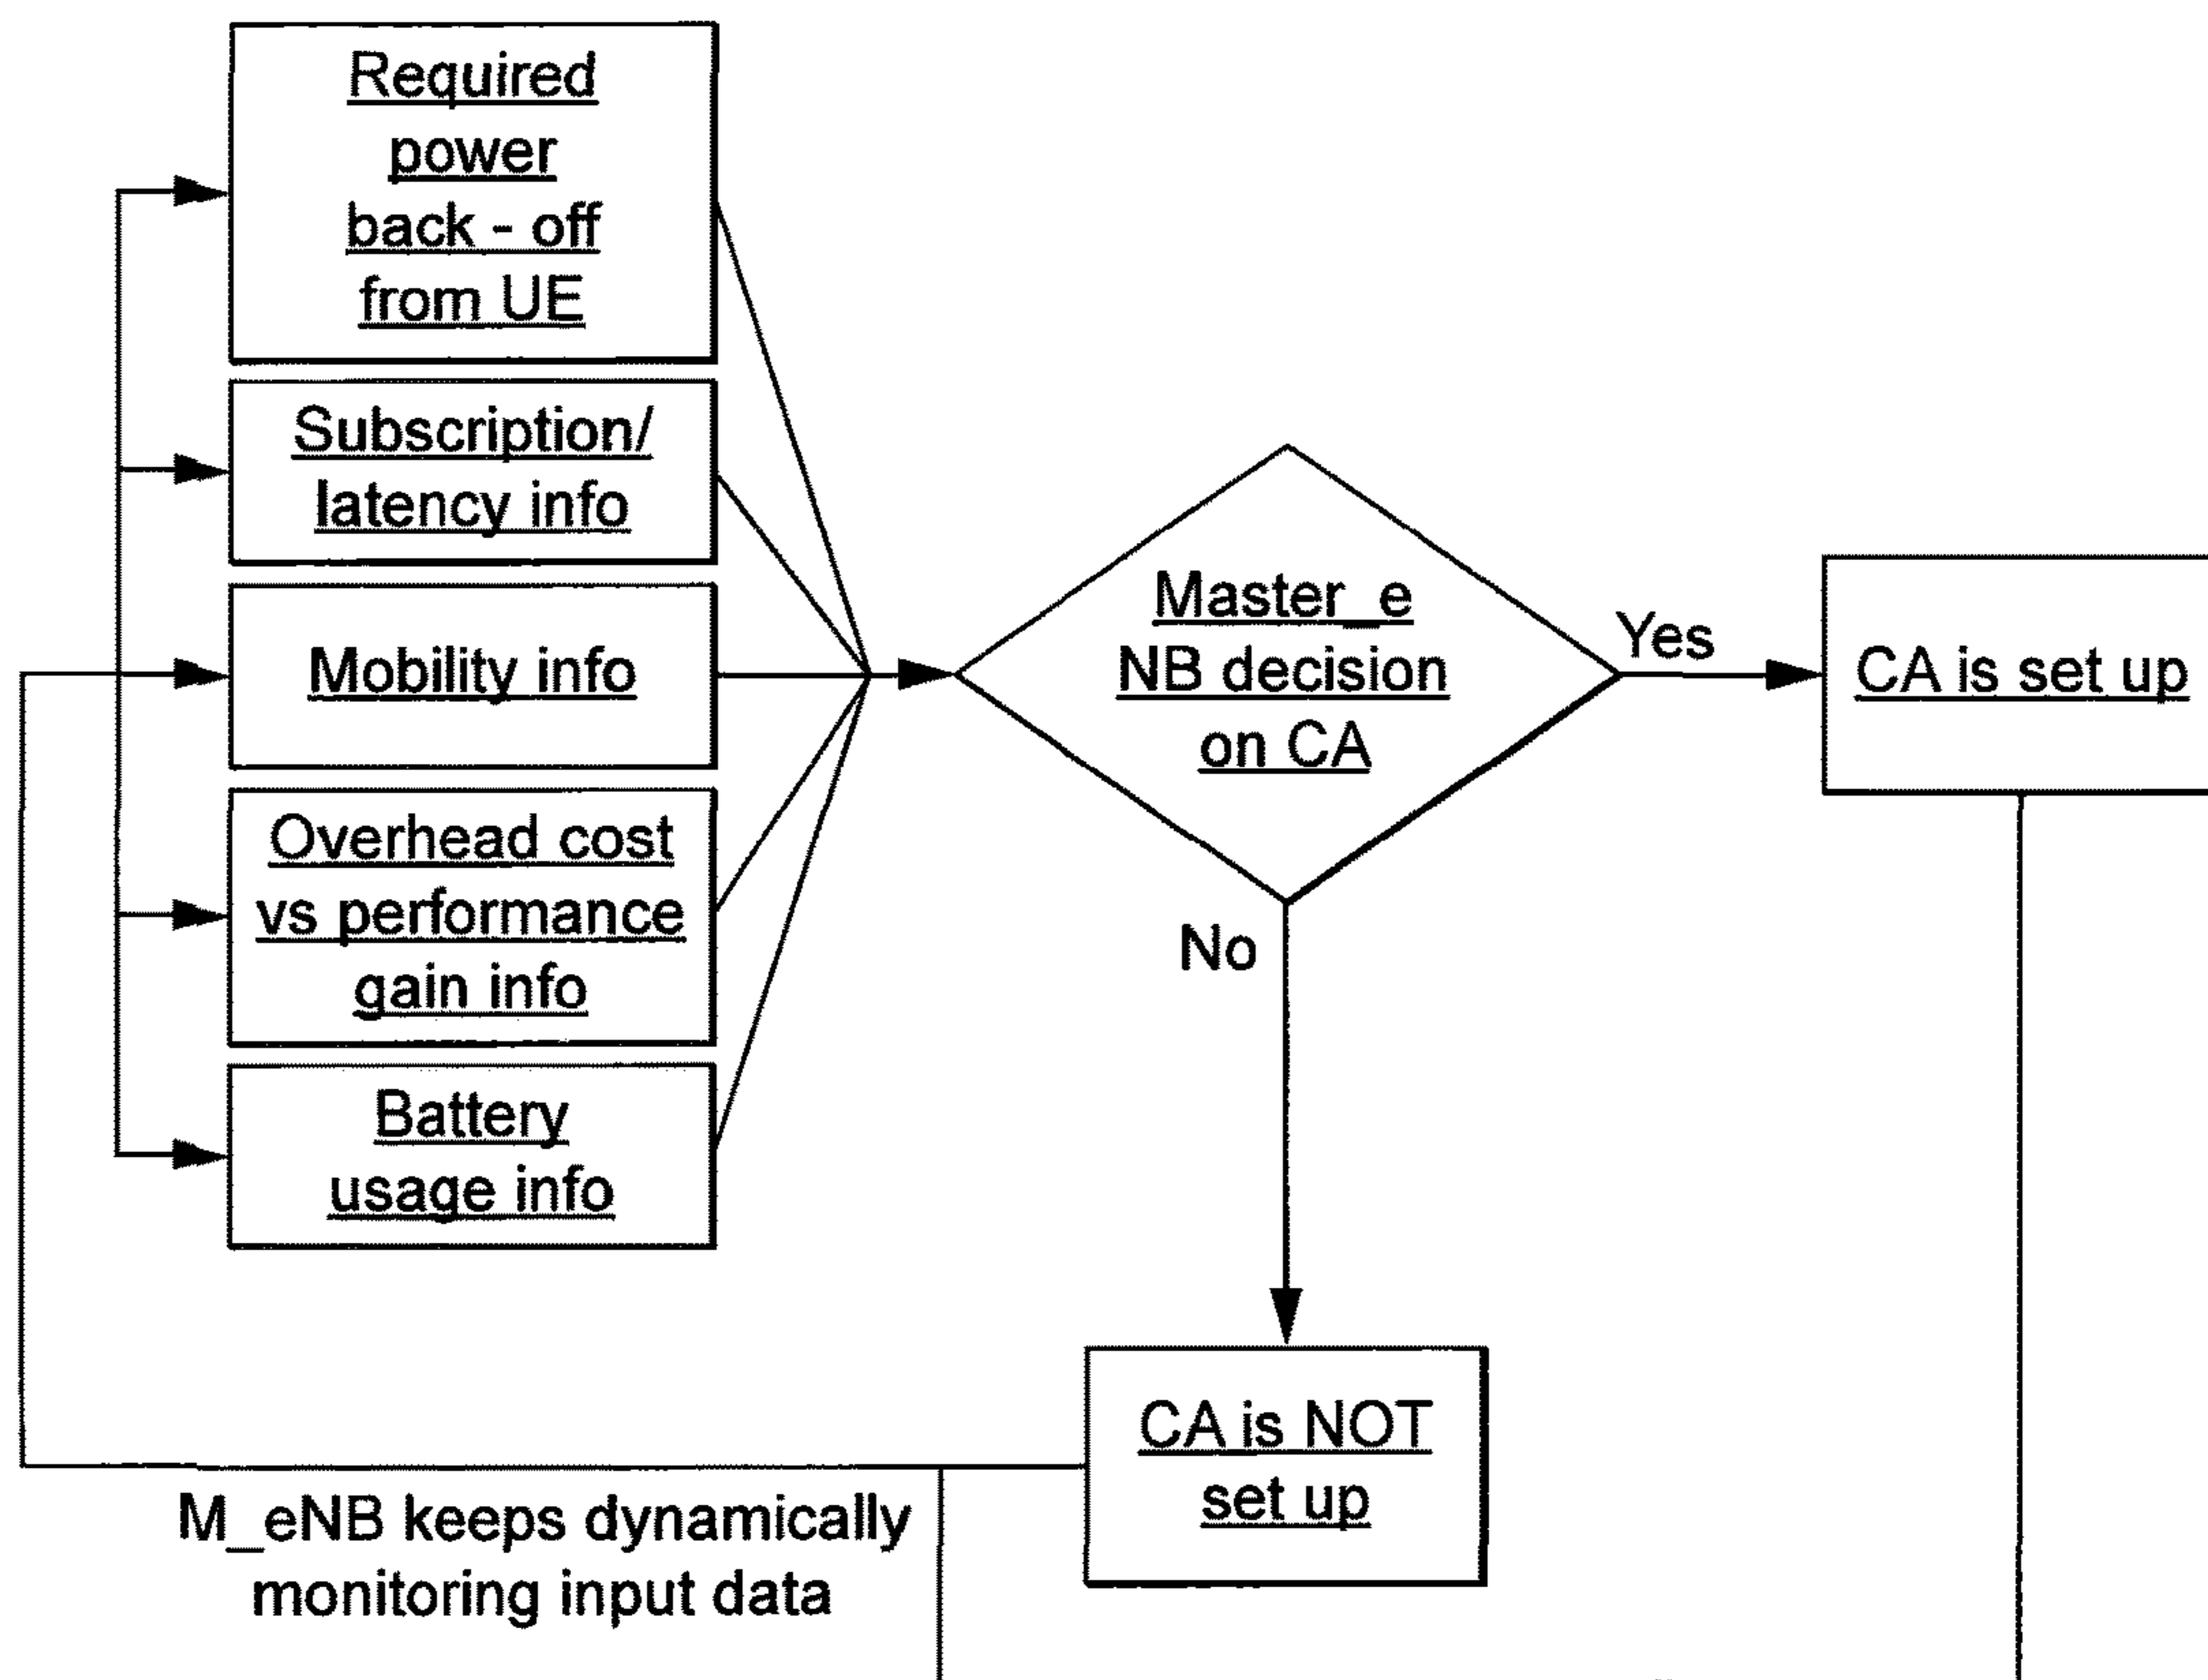 Required
power
back - off
from UE
Subscription/
latency info
Mobility info
Overhead cost
vs performance
gain info
Battery
usage info
Master_e
NB decision
on CA
Yes
CA is set up
No
CA is NOT
set up
M_eNB keeps dynamically
monitoring input data